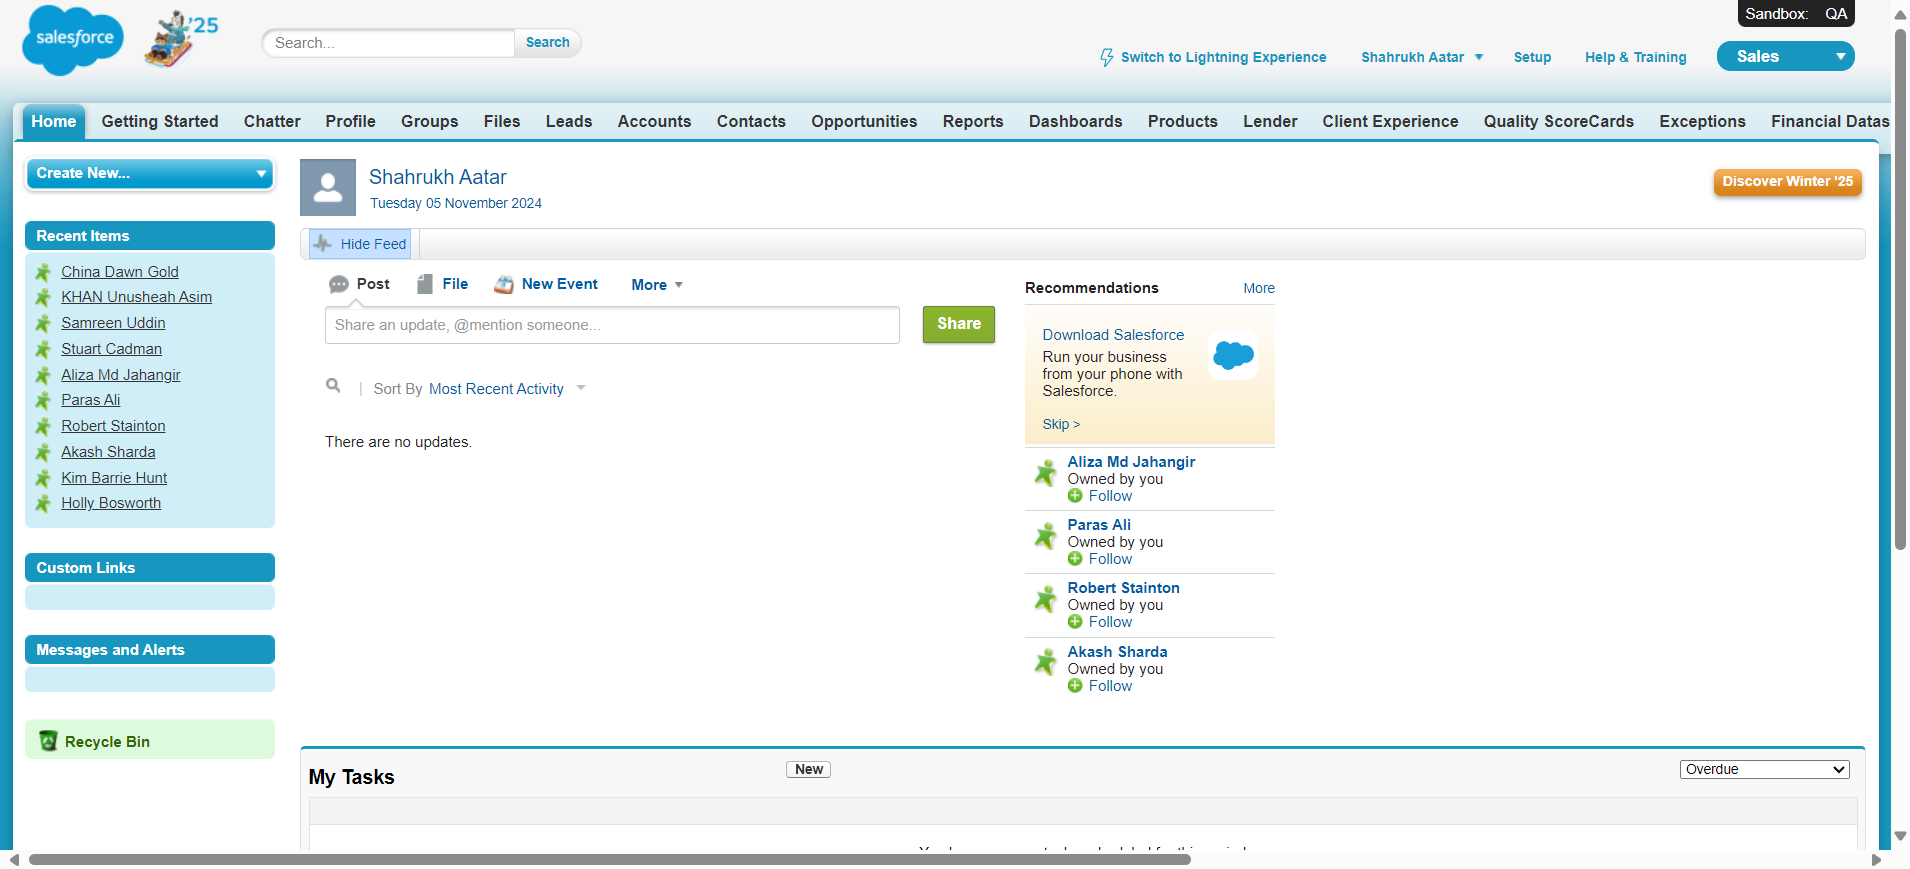 Sandbox: QA
salesforce
'25
Search...
Search
Switch to Lightning Experience
Shahrukh Aatar
Setup
Help & Training
Sales
Home
Getting Started
Chatter
Profile
Groups
Files
Leads
Accounts
Contacts
Opportunities
Reports
Dashboards
Products
Lender
Client Experience
Quality ScoreCards
Exceptions
Financial Datas
Create New...
Recent Items
China Dawn Gold
KHAN Unusheah Asim
Samreen Uddin
Stuart Cadman
Aliza Md Jahangir
Paras Ali
Robert Stainton
Akash Sharda
Kim Barrie Hunt
Holly Bosworth
Custom Links
Messages and Alerts
Recycle Bin
Shahrukh Aatar
Tuesday 05 November 2024
Discover Winter '25
Hide Feed
Post
File
New Event
More
Share an update, @mention someone...
Share
Sort By Most Recent Activity
There are no updates.
Recommendations
More
Download Salesforce
Run your business
from your phone with
Salesforce.
Skip >
Aliza Md Jahangir
Owned by you
Follow
Paras Ali
Owned by you
Follow
Robert Stainton
Owned by you
Follow
Akash Sharda
Owned by you
Follow
My Tasks
New
Overdue